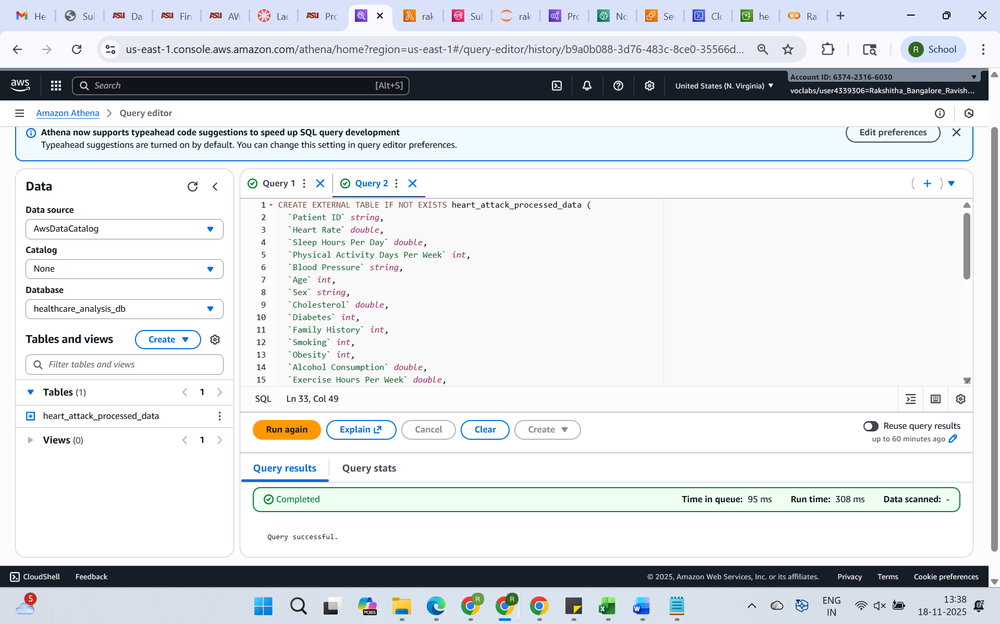 He
Sul
ASU Da
ASU Fin
ASU AW
Lau
ASU Pro
rak
Sul
rak
Pro
No
Sec
Clo
he
Ra
us-east-1.console.aws.amazon.com/athena/home?region=us-east-1#/query-editor/history/b9a0b088-3d76-483c-8ce0-35566d...
R School
aws
Search [Alt+S]
United States (N. Virginia)
Account ID: 6374-2316-6030
voclabs/user4339306=Rakshitha_Bangalore_Ravish...
Amazon Athena > Query editor
Athena now supports typeahead code suggestions to speed up SQL query development
Typeahead suggestions are turned on by default. You can change this setting in query editor preferences.
Edit preferences
Data
Data source
AwsDataCatalog
Catalog
None
Database
healthcare_analysis_db
Tables and views
Create
Filter tables and views
Tables (1) < 1 >
heart_attack_processed_data
Views (0) < 1 >
Query 1
Query 2
1 CREATE EXTERNAL TABLE IF NOT EXISTS heart_attack_processed_data (
2 `Patient ID` string,
3 `Heart Rate` double,
4 `Sleep Hours Per Day` double,
5 `Physical Activity Days Per Week` int,
6 `Blood Pressure` string,
7 `Age` int,
8 `Sex` string,
9 `Cholesterol` double,
10 `Diabetes` int,
11 `Family History` int,
12 `Smoking` int,
13 `Obesity` int,
14 `Alcohol Consumption` double,
15 `Exercise Hours Per Week` double,
SQL Ln 33, Col 49
Run again
Explain
Cancel
Clear
Create
Reuse query results
up to 60 minutes ago
Query results
Query stats
Completed
Time in queue: 95 ms
Run time: 308 ms
Data scanned: -
Query successful.
CloudShell
Feedback
© 2025, Amazon Web Services, Inc. or its affiliates.
Privacy
Terms
Cookie preferences
5
M365
R
R
ENG
IN
13:38
18-11-2025